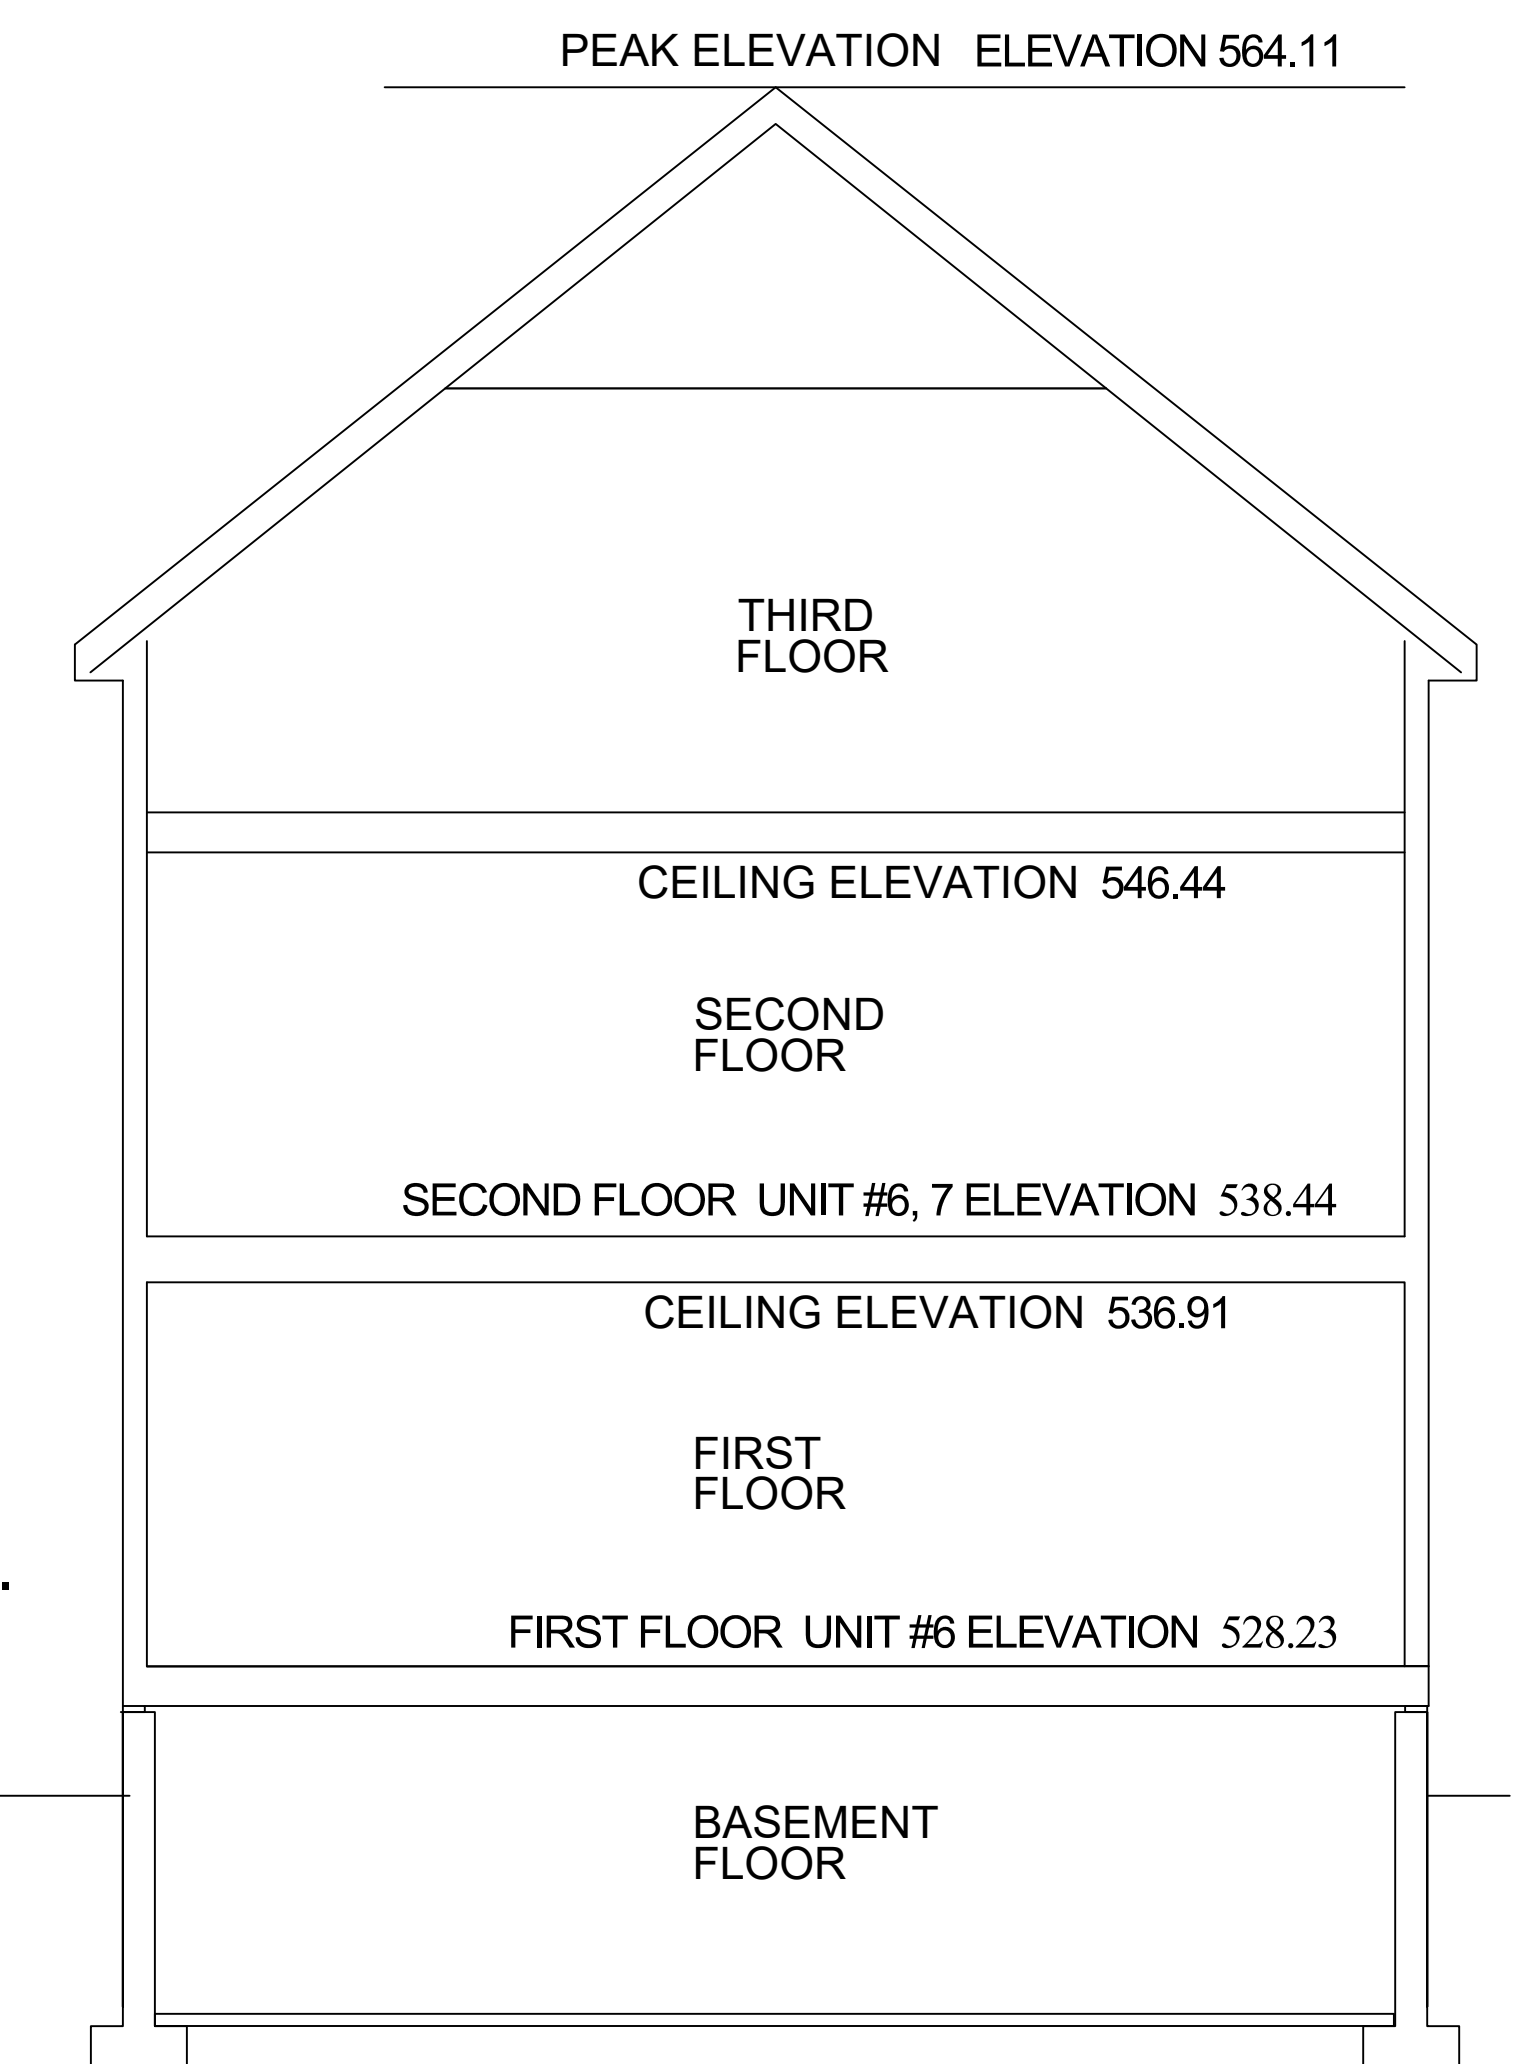 PEAK ELEVATION ELEVATION 564.11
THIRD
FLOOR
CEILING ELEVATION 546.44
SECOND
FLOOR
SECOND FLOOR UNIT #6, 7 ELEVATION 538.44
CEILING ELEVATION 536.91
FIRST
FLOOR
.
FIRST FLOOR UNIT #6 ELEVATION 528.23
BASEMENT
FLOOR